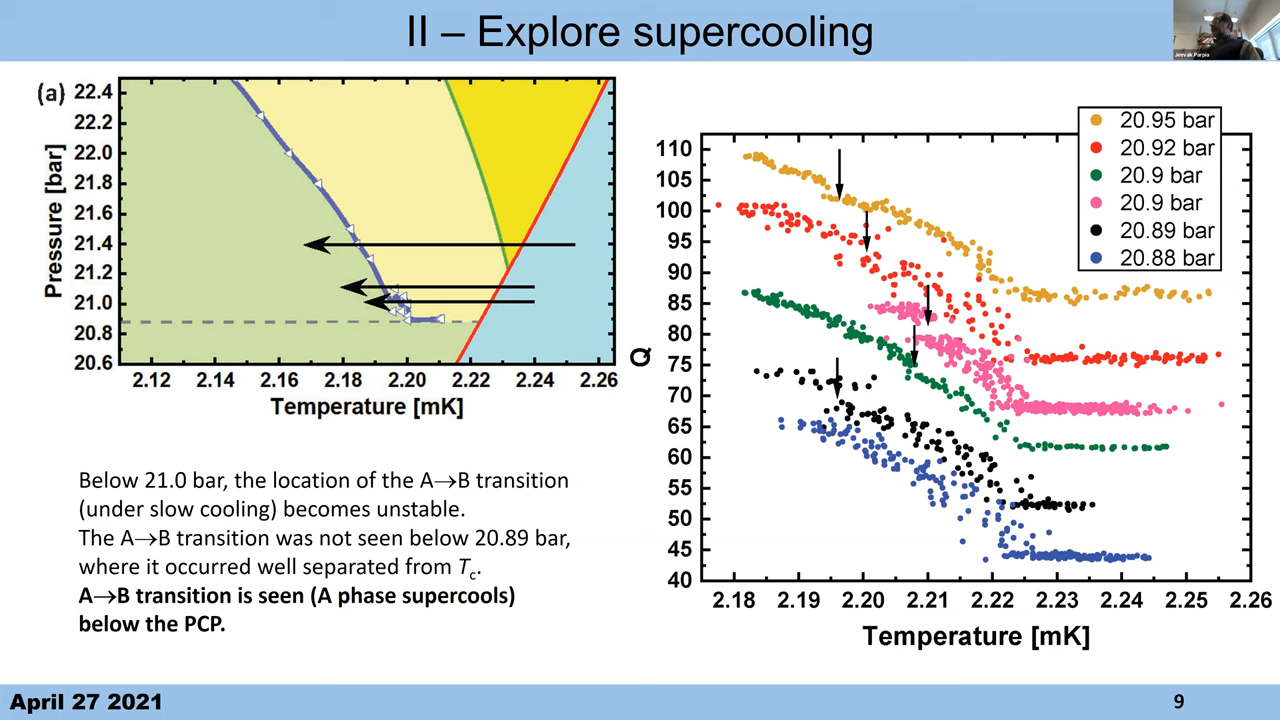 II – Explore supercooling
Jeevak Parpia
(a)
22.4
22.2
22.0
21.8
21.6
21.4
21.2
21.0
20.8
20.6
Pressure [bar]
2.12 2.14 2.16 2.18 2.20 2.22 2.24 2.26
Temperature [mK]
20.95 bar
20.92 bar
20.9 bar
20.9 bar
20.89 bar
20.88 bar
110
105
100
95
90
85
80
75
70
65
60
55
50
45
40
Q
2.18 2.19 2.20 2.21 2.22 2.23 2.24 2.25 2.26
Temperature [mK]
Below 21.0 bar, the location of the A→B transition
(under slow cooling) becomes unstable.
The A→B transition was not seen below 20.89 bar,
where it occurred well separated from Tc.
A→B transition is seen (A phase supercools)
below the PCP.
April 27 2021
9